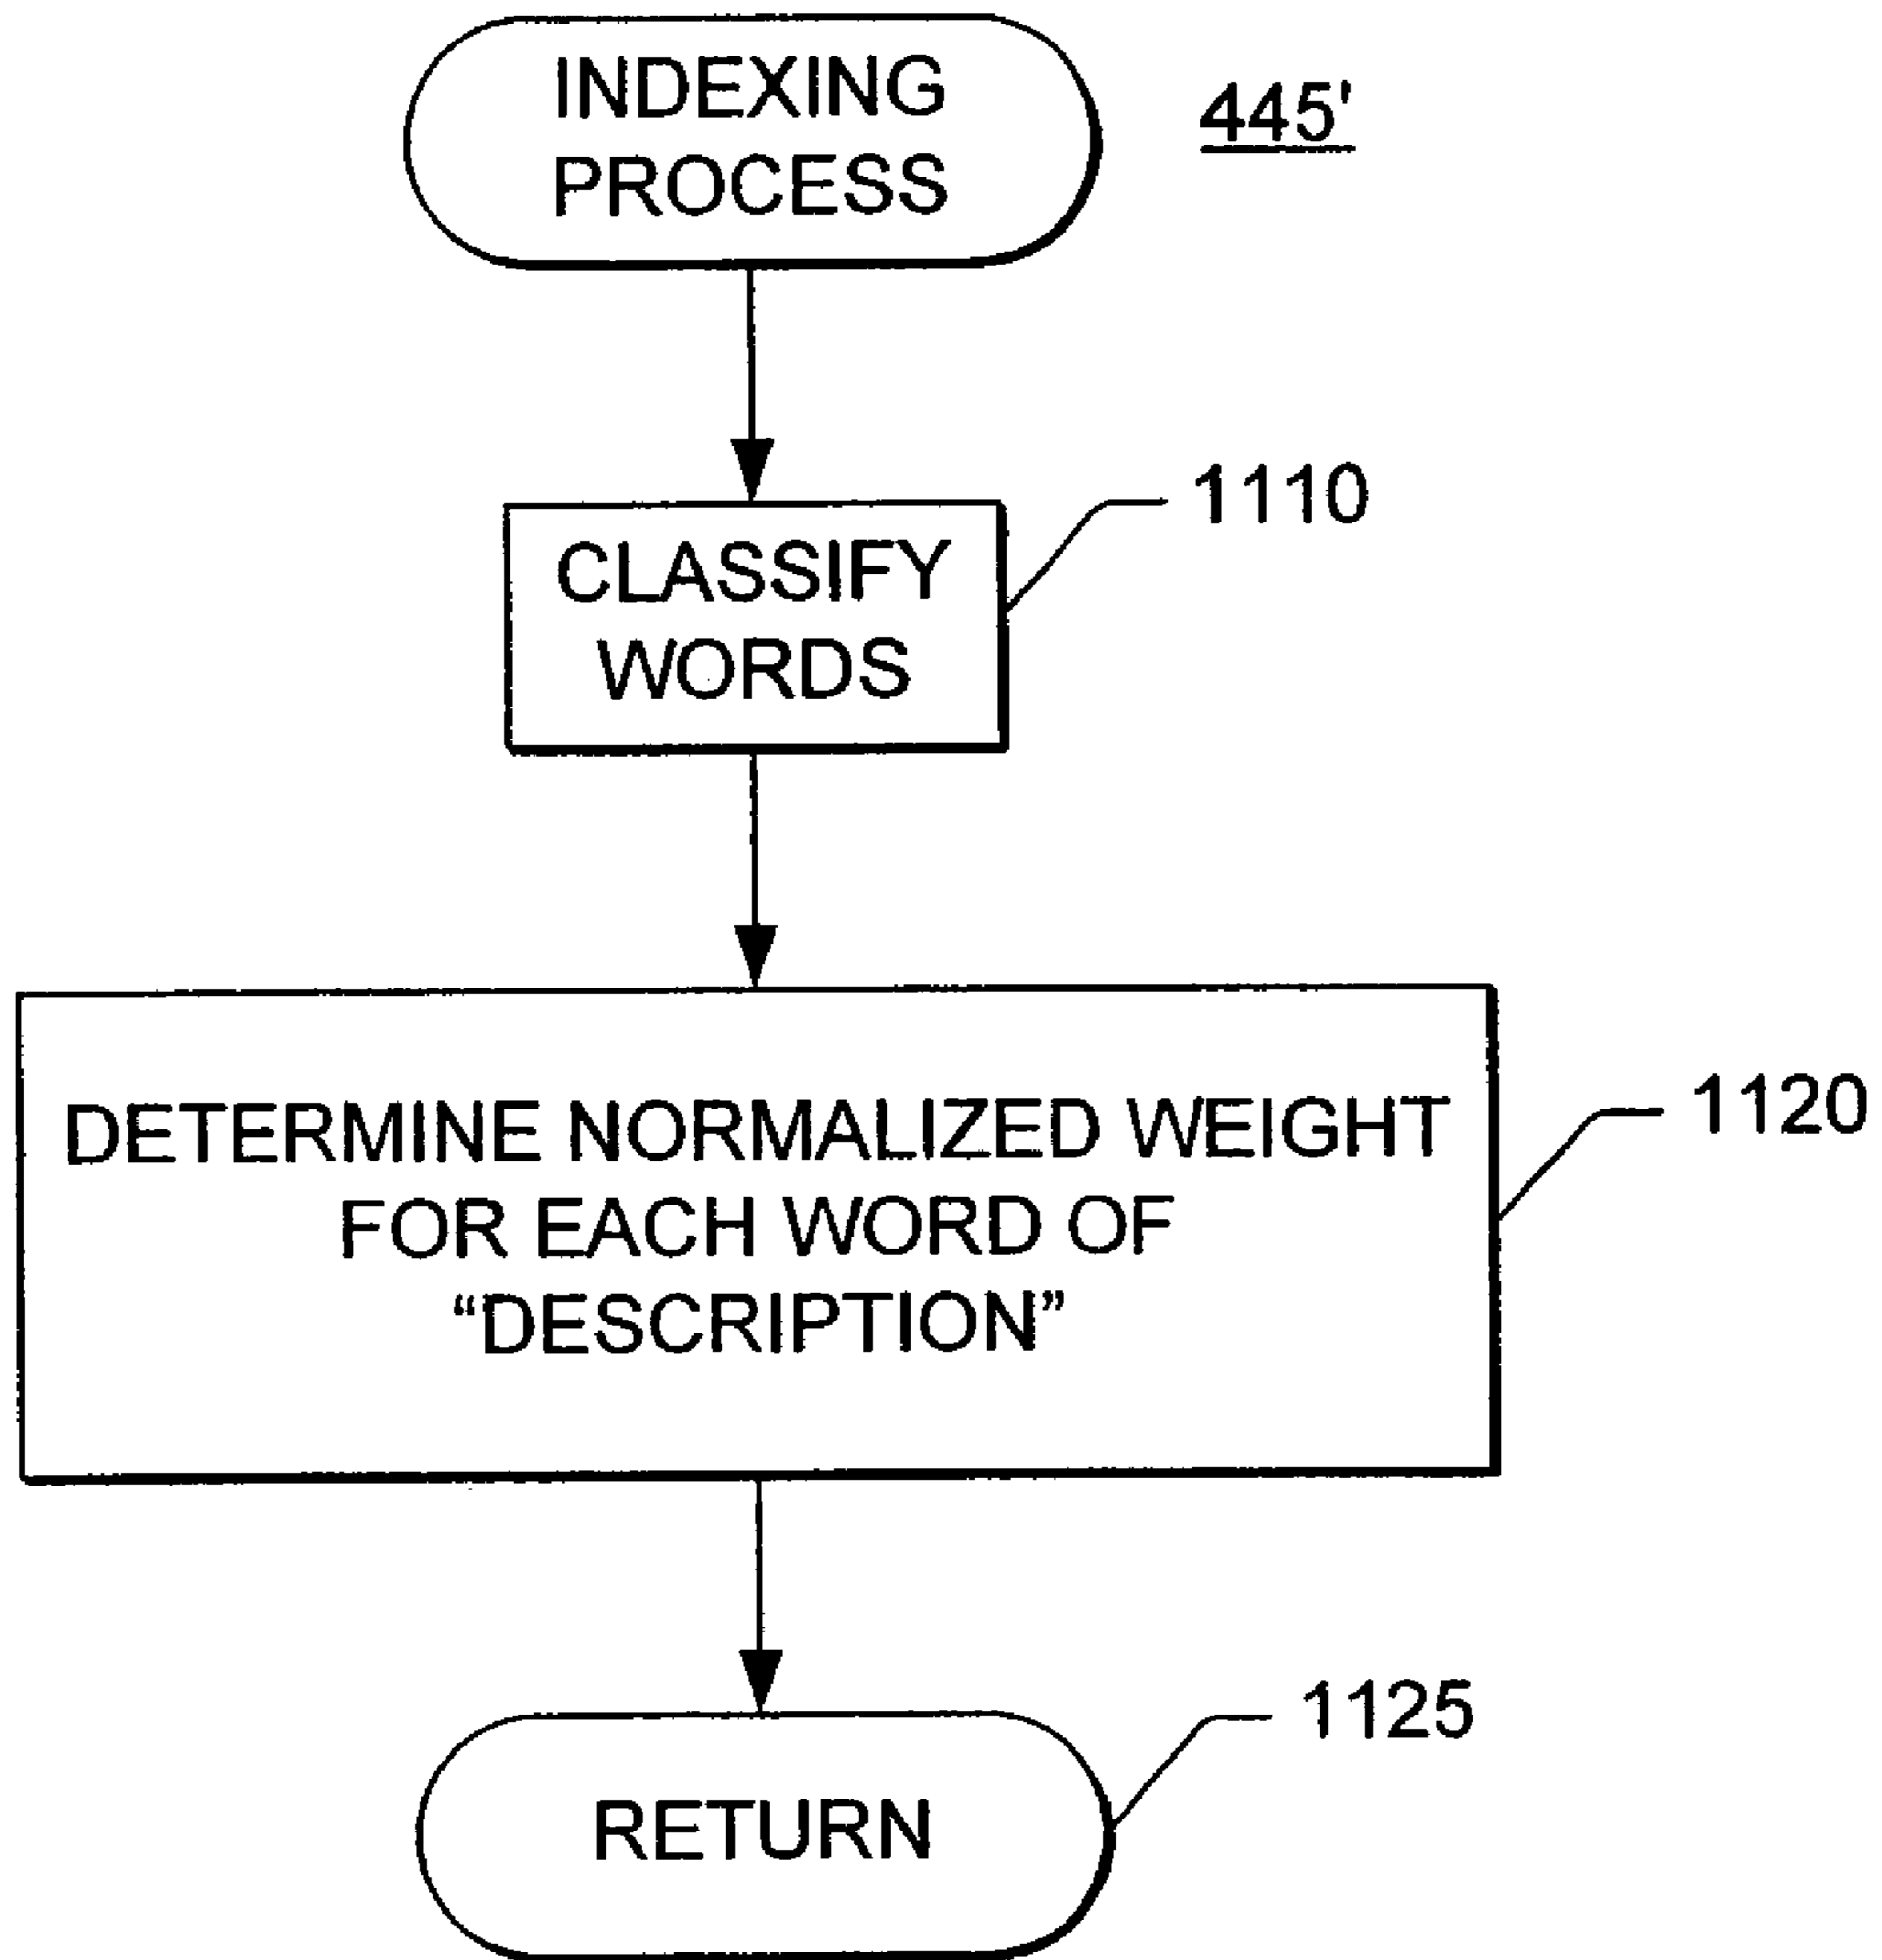 INDEXING
PROCESS
445'
CLASSIFY
WORDS
1110
DETERMINE NORMALIZED WEIGHT
FOR EACH WORD OF
“DESCRIPTION”
1120
RETURN
1125